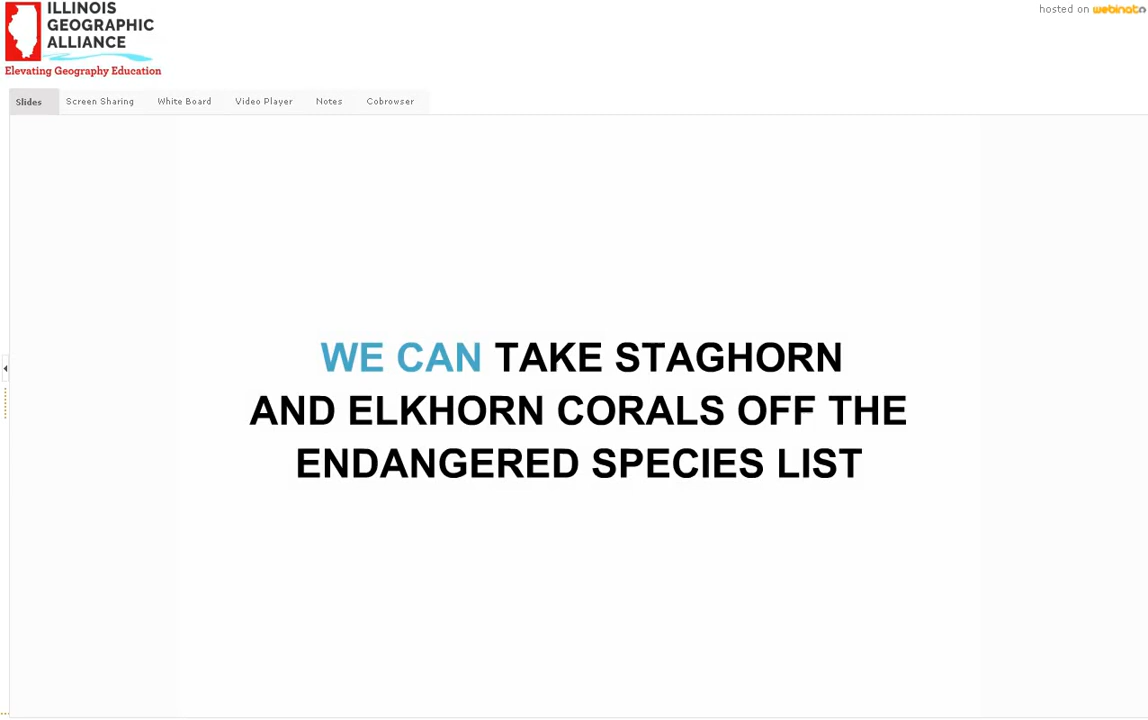 ILLINOIS
GEOGRAPHIC
ALLIANCE
Elevating Geography Education
hosted on webinato
Slides Screen Sharing White Board Video Player Notes Cobrowser
WE CAN TAKE STAGHORN
AND ELKHORN CORALS OFF THE
ENDANGERED SPECIES LIST